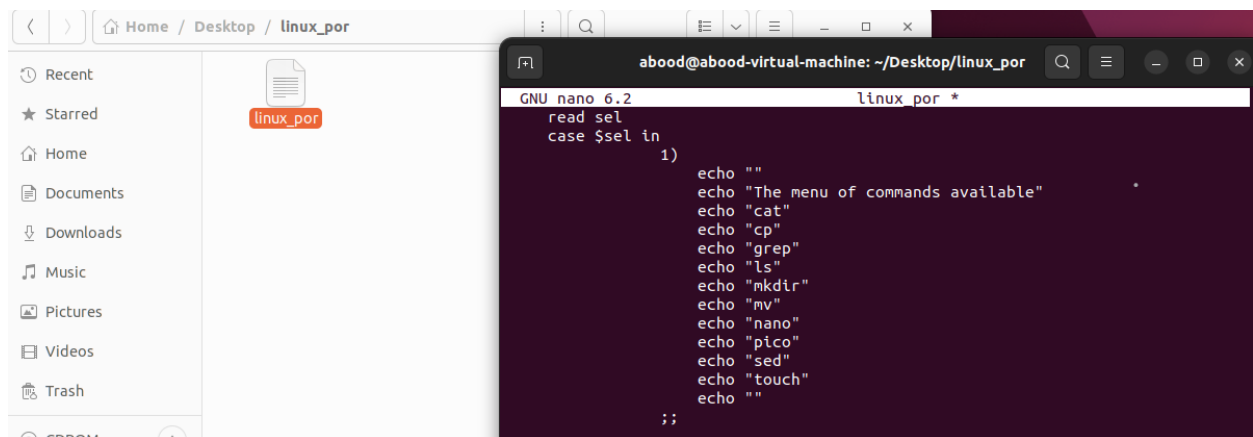 Home / Desktop / linux_por
Recent
Starred
Home
Documents
Downloads
Music
Pictures
Videos
Trash
linux_por
abood@abood-virtual-machine: ~/Desktop/linux_por
GNU nano 6.2 linux_por *
read sel
case $sel in
1)
echo ""
echo "The menu of commands available"
echo "cat"
echo "cp"
echo "grep"
echo "ls"
echo "mkdir"
echo "mv"
echo "nano"
echo "pico"
echo "sed"
echo "touch"
echo ""
;;